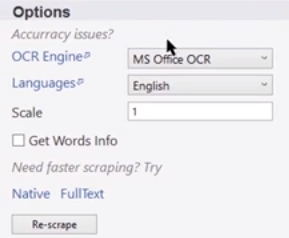 Options
Accurracy issues?
OCR Engine MS Office OCR
Languages English
Scale 1
Get Words Info
Need faster scraping? Try
Native FullText
Re-scrape